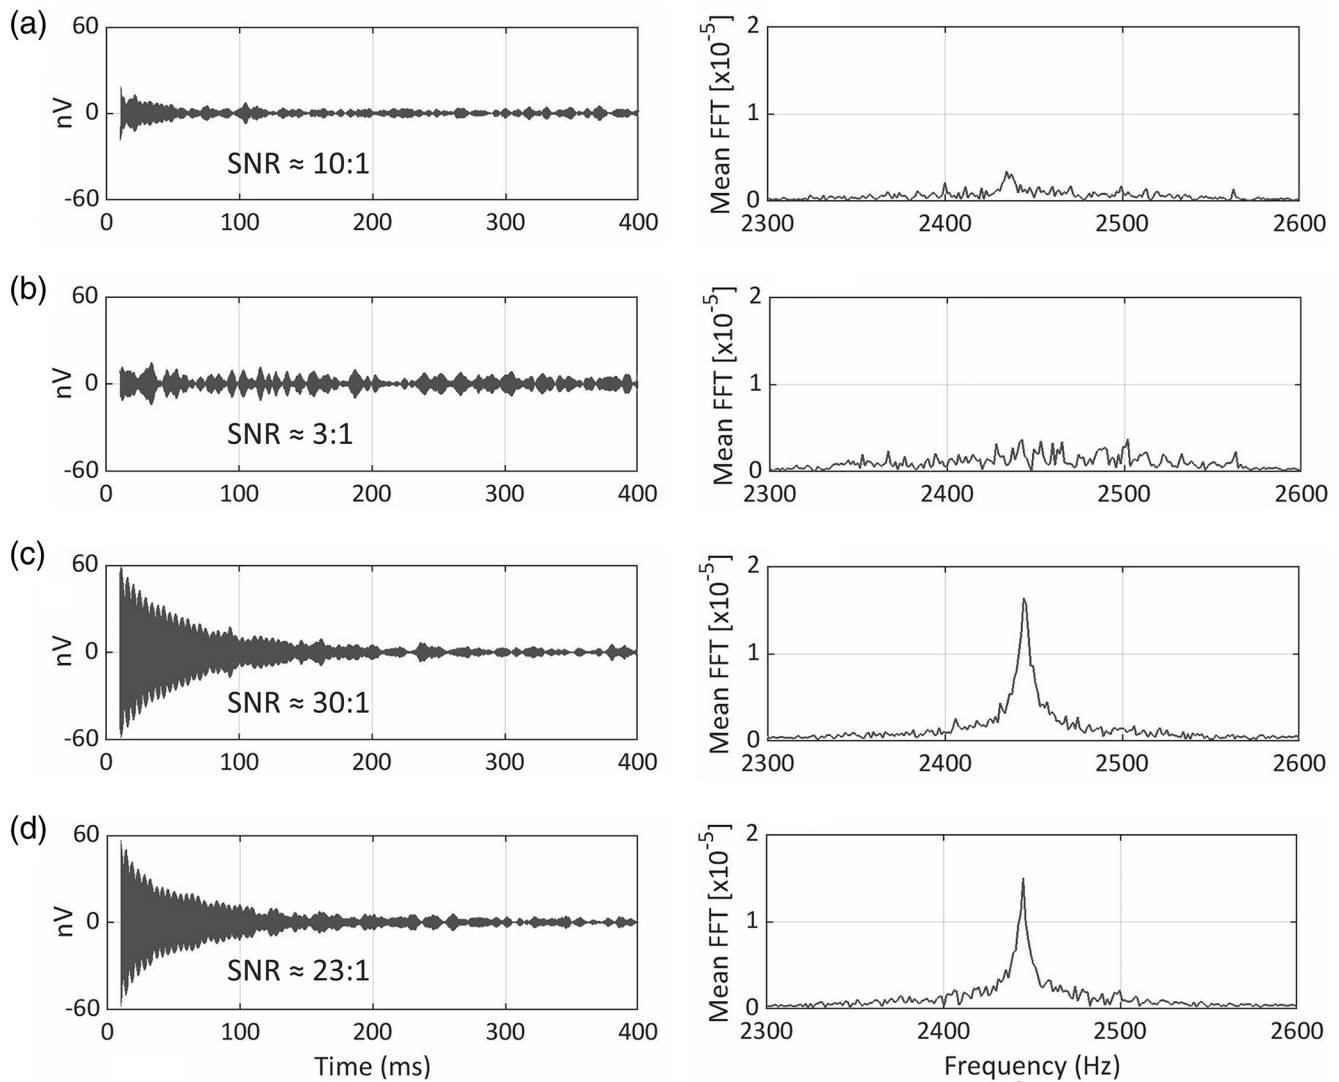 (a)
60
0
-60
nV
SNR ≈ 10:1
0 100 200 300 400
Mean FFT [x10-5]
2
1
0
2300 2400 2500 2600
(b)
60
0
-60
nV
SNR ≈ 3:1
0 100 200 300 400
Mean FFT [x10-5]
2
1
0
2300 2400 2500 2600
(c)
60
0
-60
nV
SNR ≈ 30:1
0 100 200 300 400
Mean FFT [x10-5]
2
1
0
2300 2400 2500 2600
(d)
60
0
-60
nV
SNR ≈ 23:1
0 100 200 300 400
Time (ms)
Mean FFT [x10-5]
2
1
0
2300 2400 2500 2600
Frequency (Hz)